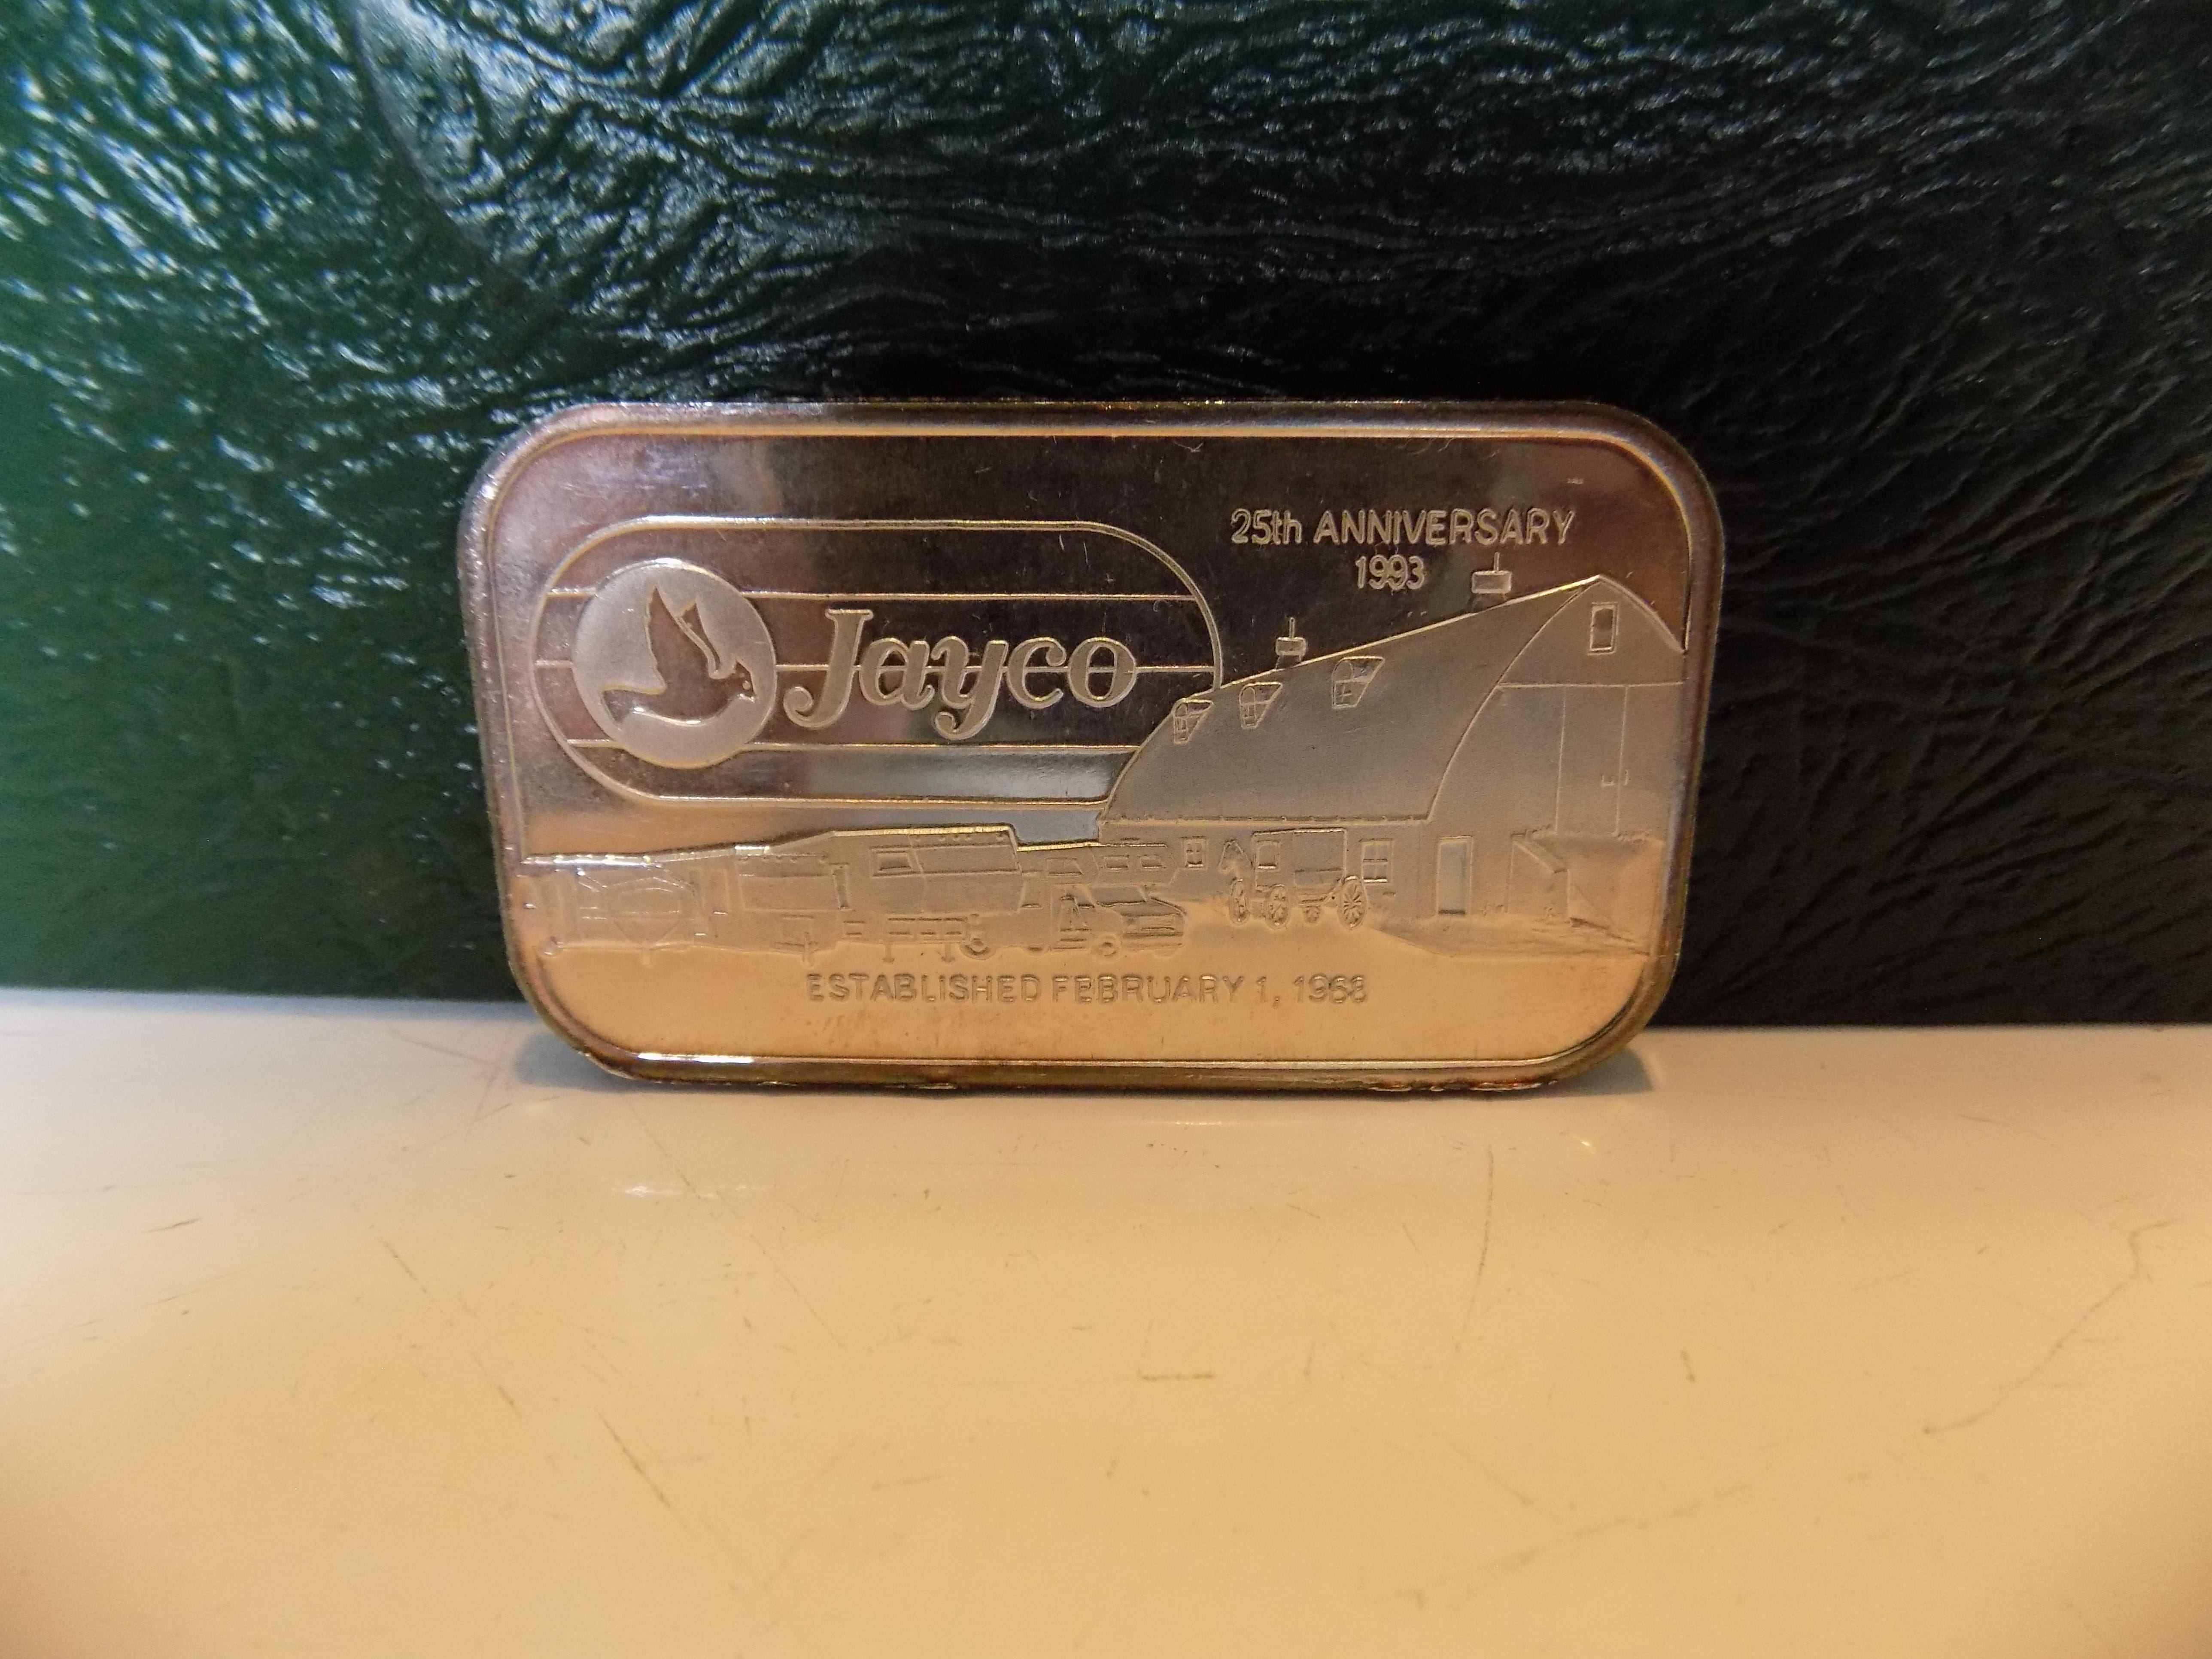 25th ANNIVERSARY
1993
Jayco
ESTABLISHED FEBRUARY 1, 1968